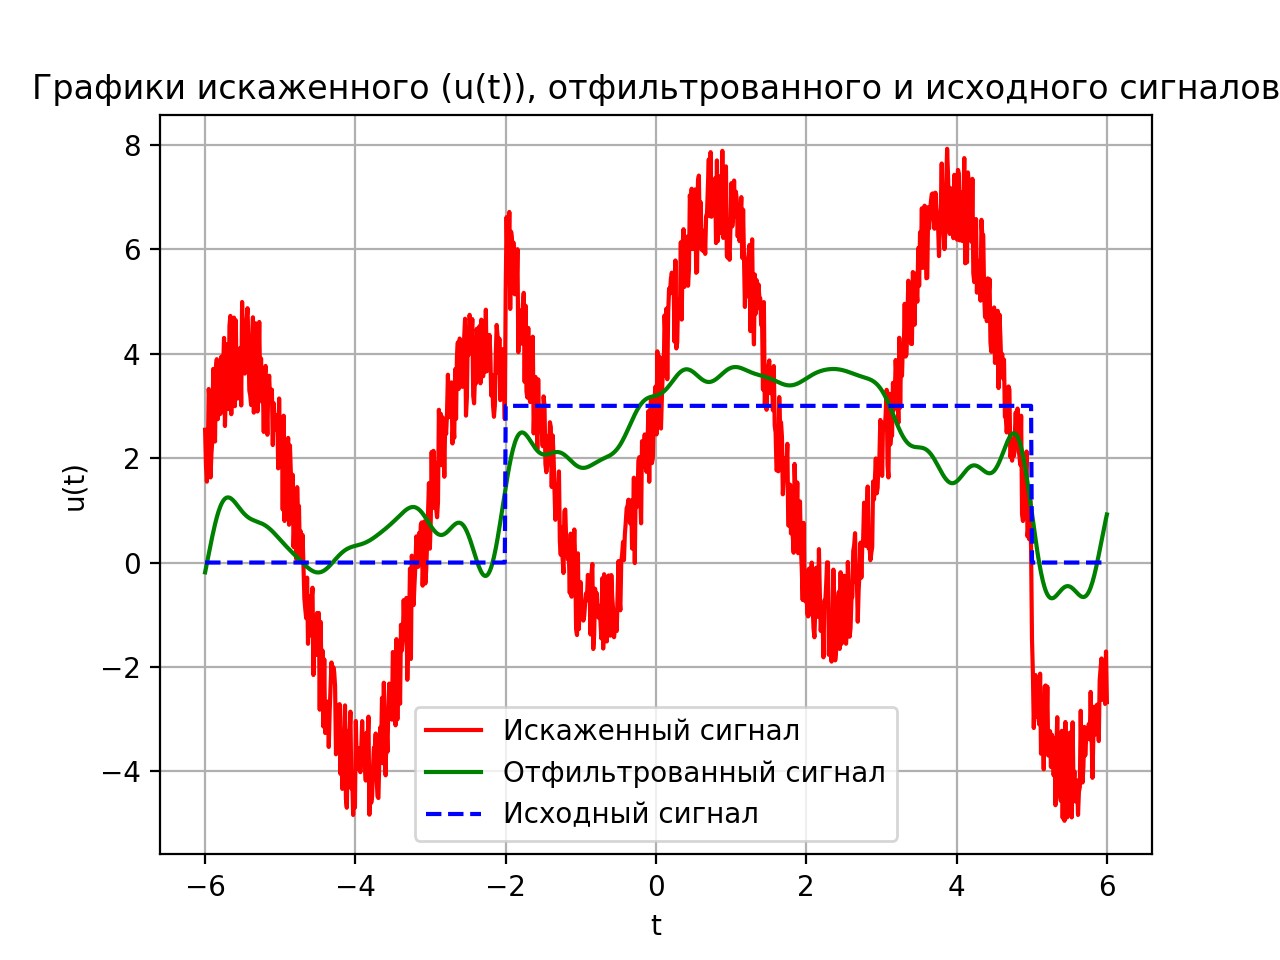 Графики искаженного (u(t)), отфильтрованного и исходного сигналов
8
6
4
2
0
−2
−4
u(t)
−6
−4
−2
0
2
4
6
t
Искаженный сигнал
Отфильтрованный сигнал
Исходный сигнал